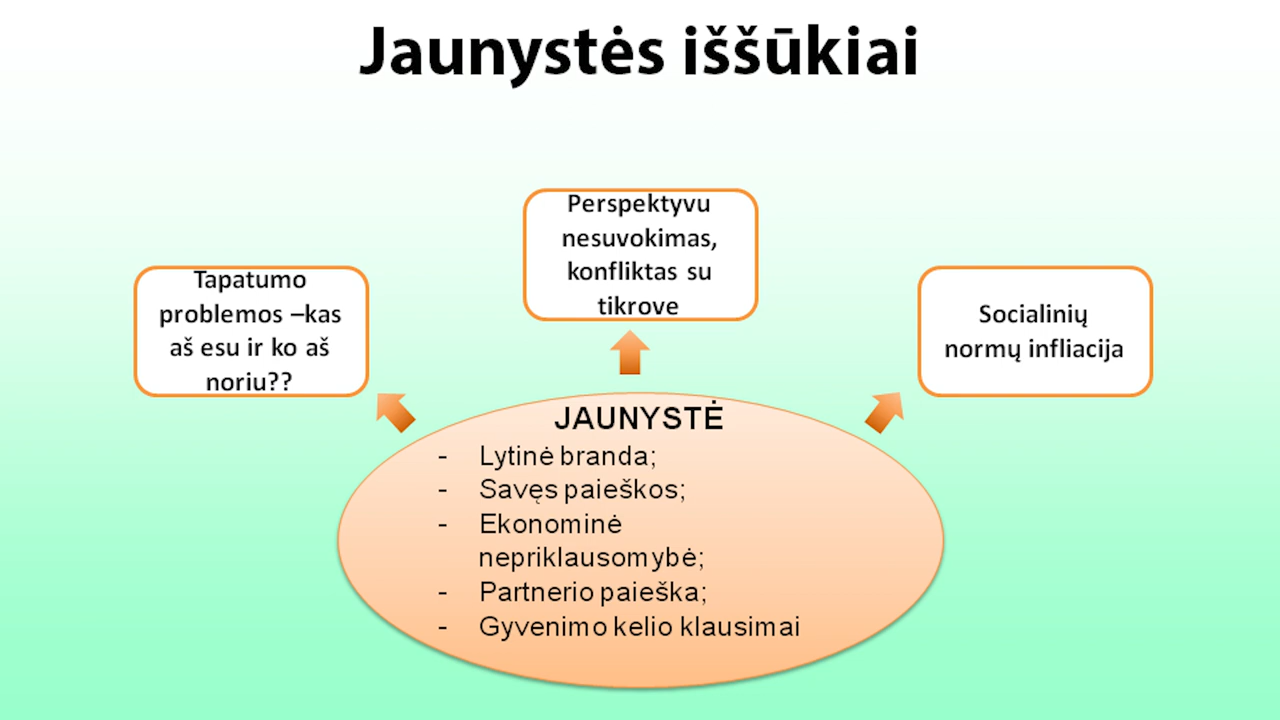 Jaunystės iššūkiai
Perspektyvu
nesuvokimas,
konfliktas su
tikrove
Tapatumo
problemos –kas
aš esu ir ko aš
noriu??
Socialinių
normų infliacija
JAUNYSTĖ
- Lytinė branda;
- Savęs paieškos;
- Ekonominė
nepriklausomybė;
- Partnerio paieška;
- Gyvenimo kelio klausimai